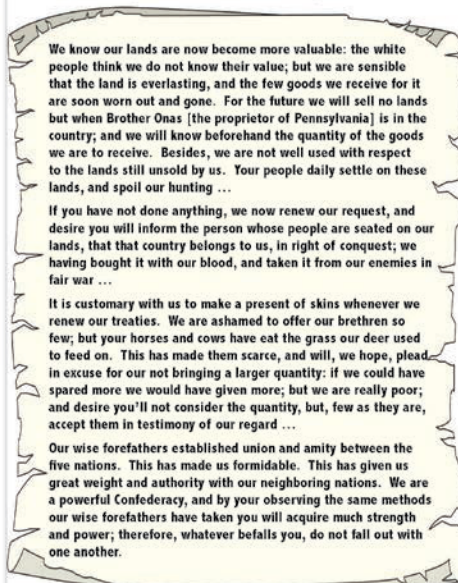 We know our lands are now become more valuable: the white
people think we do not know their value; but we are sensible
that the land is everlasting, and the few goods we receive for it
are soon worn out and gone. For the future we will sell no lands
but when Brother Onas [the proprietor of Pennsylvania] is in the
country; and we will know beforehand the quantity of the goods
we are to receive. Besides, we are not well used with respect
to the lands still unsold by us. Your people daily settle on these
lands, and spoil our hunting ...
If you have not done anything, we now renew our request, and
desire you will inform the person whose people are seated on our
lands, that that country belongs to us, in right of conquest; we
having bought it with our blood, and taken it from our enemies in
fair war ...
It is customary with us to make a present of skins whenever we
renew our treaties. We are ashamed to offer our brethren so
few; but your horses and cows have eat the grass our deer used
to feed on. This has made them scarce, and will, we hope, plead
in excuse for our not bringing a larger quantity: if we could have
spared more we would have given more; but we are really poor;
and desire you'll not consider the quantity, but, few as they are,
accept them in testimony of our regard ...
Our wise forefathers established union and amity between the
five nations. This has made us formidable. This has given us
great weight and authority with our neighboring nations. We are
a powerful Confederacy, and by your observing the same methods
our wise forefathers have taken you will acquire much strength
and power; therefore, whatever befalls you, do not fall out with
one another.